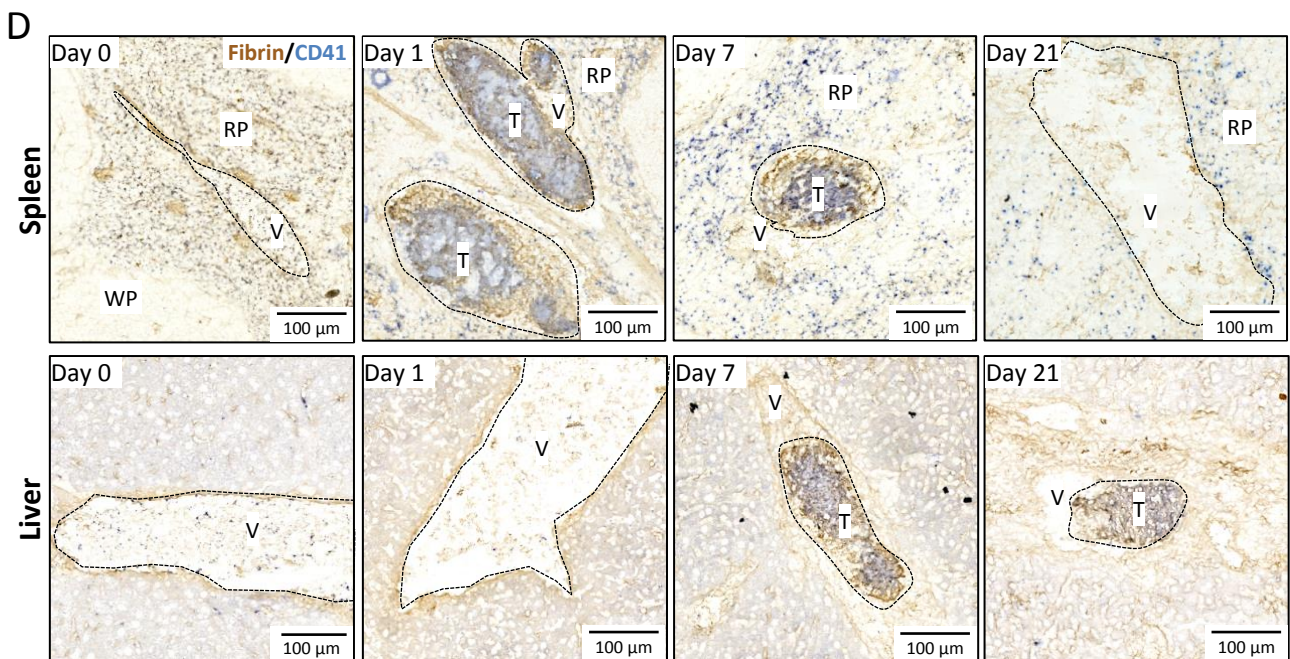 D
Spleen
Day 0
Fibrin/CD41
RP
V
WP
100 µm
Day 1
RP
T
V
T
100 µm
Day 7
RP
T
V
100 µm
Day 21
RP
V
100 µm
Liver
Day 0
V
100 µm
Day 1
V
100 µm
Day 7
V
T
100 µm
Day 21
V
T
100 µm